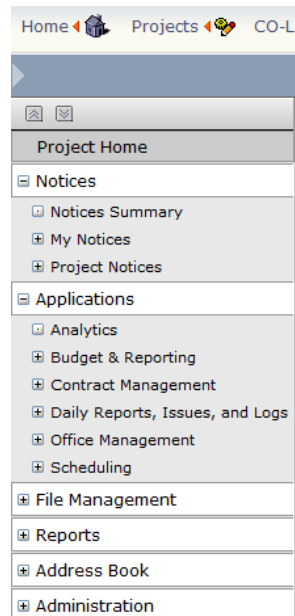 Home Projects CO-L
Project Home
Notices
Notices Summary
My Notices
Project Notices
Applications
Analytics
Budget & Reporting
Contract Management
Daily Reports, Issues, and Logs
Office Management
Scheduling
File Management
Reports
Address Book
Administration